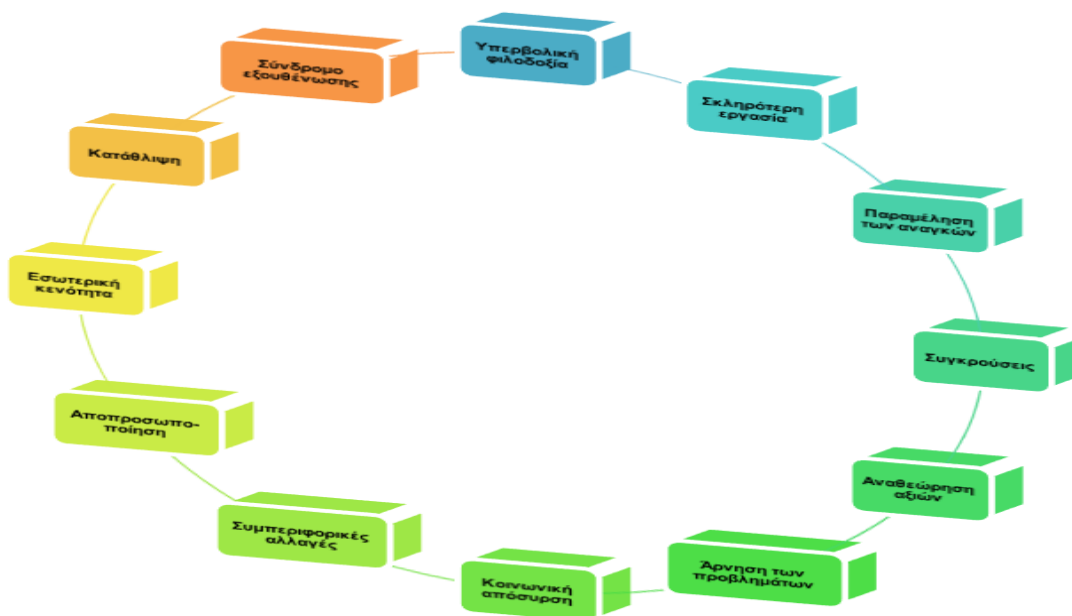 Υπερβολική
φιλοδοξία
Σκληρότερη
εργασία
Παραμέληση
των αναγκών
Συγκρούσεις
Αναθεώρηση
αξιών
Άρνηση των
προβλημάτων
Κοινωνική
απόσυρση
Συμπεριφορικές
αλλαγές
Αποπροσωπο-
ποίηση
Εσωτερική
κενότητα
Κατάθλιψη
Σύνδρομο
εξουθένωσης